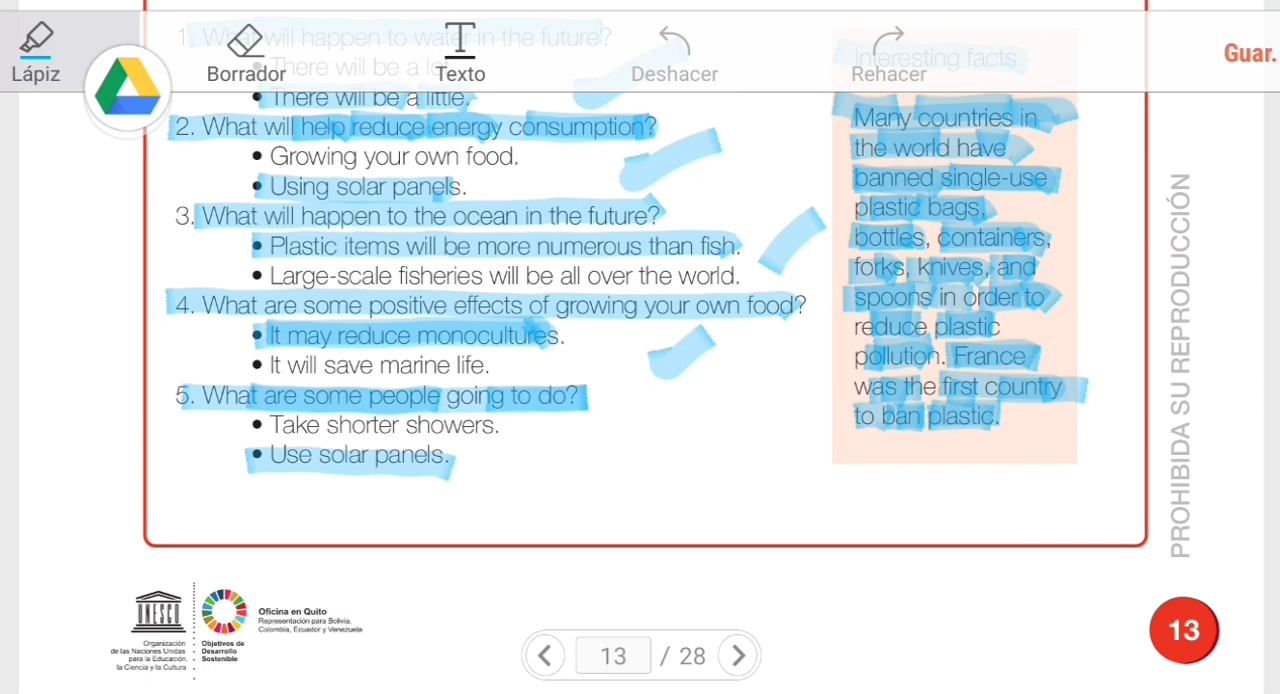 Lápiz
Borrador
Texto
Deshacer
Rehacer
Guar.
1. What will happen to water in the future?
There will be a lo
• There will be a little.
2. What will help reduce energy consumption?
• Growing your own food.
• Using solar panels.
3. What will happen to the ocean in the future?
• Plastic items will be more numerous than fish.
• Large-scale fisheries will be all over the world.
4. What are some positive effects of growing your own food?
• It may reduce monocultures.
• It will save marine life.
5. What are some people going to do?
• Take shorter showers.
• Use solar panels.
Interesting facts
Many countries in
the world have
banned single-use
plastic bags,
bottles, containers,
forks, knives, and
spoons in order to
reduce plastic
pollution. France
was the first country
to ban plastic.
PROHIBIDA SU REPRODUCCIÓN
UNESCO
Organización
de las Naciones Unidas
para la Educación,
la Ciencia y la Cultura
Objetivos de
Desarrollo
Sostenible
Oficina en Quito
Representación para Bolivia,
Colombia, Ecuador y Venezuela
13 / 28
13